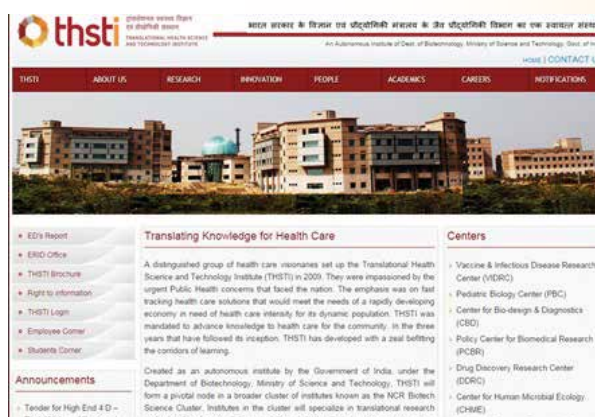 thsti
ट्रांसलेशनल स्वास्थ्य विज्ञान
एवं प्रौद्योगिकी संस्थान
TRANSLATIONAL HEALTH SCIENCE
AND TECHNOLOGY INSTITUTE
भारत सरकार के विज्ञान एवं प्रौद्योगिकी मंत्रालय के जैव प्रौद्योगिकी विभाग का एक स्वायत्त
An Autonomous Institute of Dept. of Biotechnology, Ministry of Science and Technology, Govt. of
HOME | CONTACT
THSTI ABOUT US RESEARCH INNOVATION PEOPLE ACADEMICS CAREERS NOTIFICATIONS
ED's Report
ERID Office
THSTI Brochure
Right to information
THSTI Login
Employee Corner
Students Corner
Announcements
Tender for High End 4 D –
Translating Knowledge for Health Care
A distinguished group of health care visionaries set up the Translational Health
Science and Technology Institute (THSTI) in 2009. They were impassioned by the
urgent Public Health concerns that faced the nation. The emphasis was on fast
tracking health care solutions that would meet the needs of a rapidly developing
economy in need of health care intensity for its dynamic population. THSTI was
mandated to advance knowledge to health care for the community. In the three
years that have followed its inception, THSTI has developed with a zeal befitting
the corridors of learning.
Created as an autonomous institute by the Government of India, under the
Department of Biotechnology, Ministry of Science and Technology, THSTI will
form a pivotal node in a broader cluster of institutes known as the NCR Biotech
Science Cluster. Institutes in the cluster will specialize in translational research
Centers
Vaccine & Infectious Disease Research
Center (VIDRC)
Pediatric Biology Center (PBC)
Center for Bio-design & Diagnostics
(CBD)
Policy Center for Biomedical Research
(PCBR)
Drug Discovery Research Center
(DDRC)
Center for Human Microbial Ecology
(CHME)